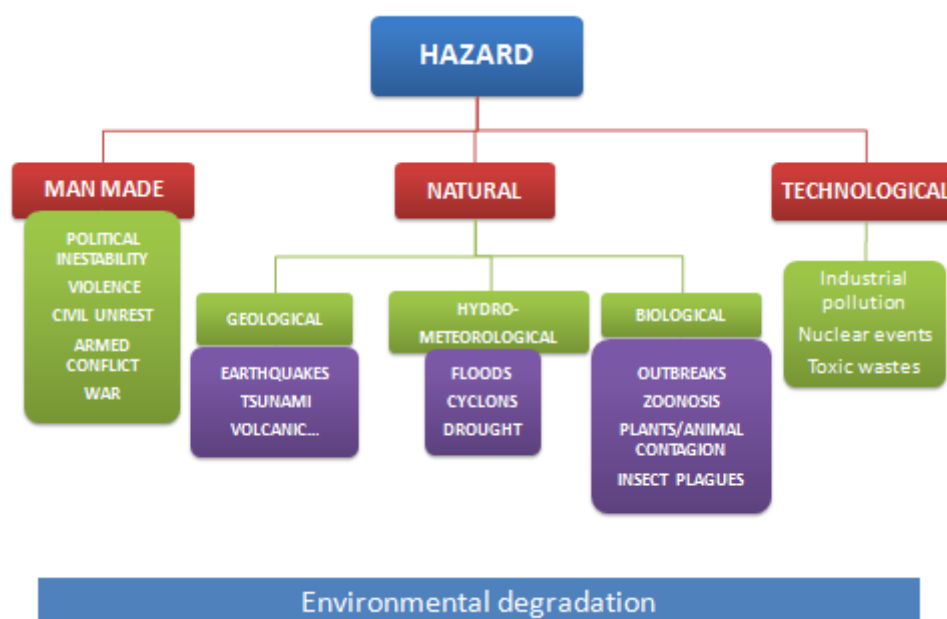 HAZARD
MAN MADE
NATURAL
TECHNOLOGICAL
POLITICAL
INESTABILITY
VIOLENCE
CIVIL UNREST
ARMED
CONFLICT
WAR
GEOLOGICAL
EARTHQUAKES
TSUNAMI
VOLCANIC...
HYDRO-
METEOROLOGICAL
FLOODS
CYCLONS
DROUGHT
BIOLOGICAL
OUTBREAKS
ZOONOSIS
PLANTS/ANIMAL
CONTAGION
INSECT PLAGUES
Industrial
pollution
Nuclear events
Toxic wastes
Environmental degradation